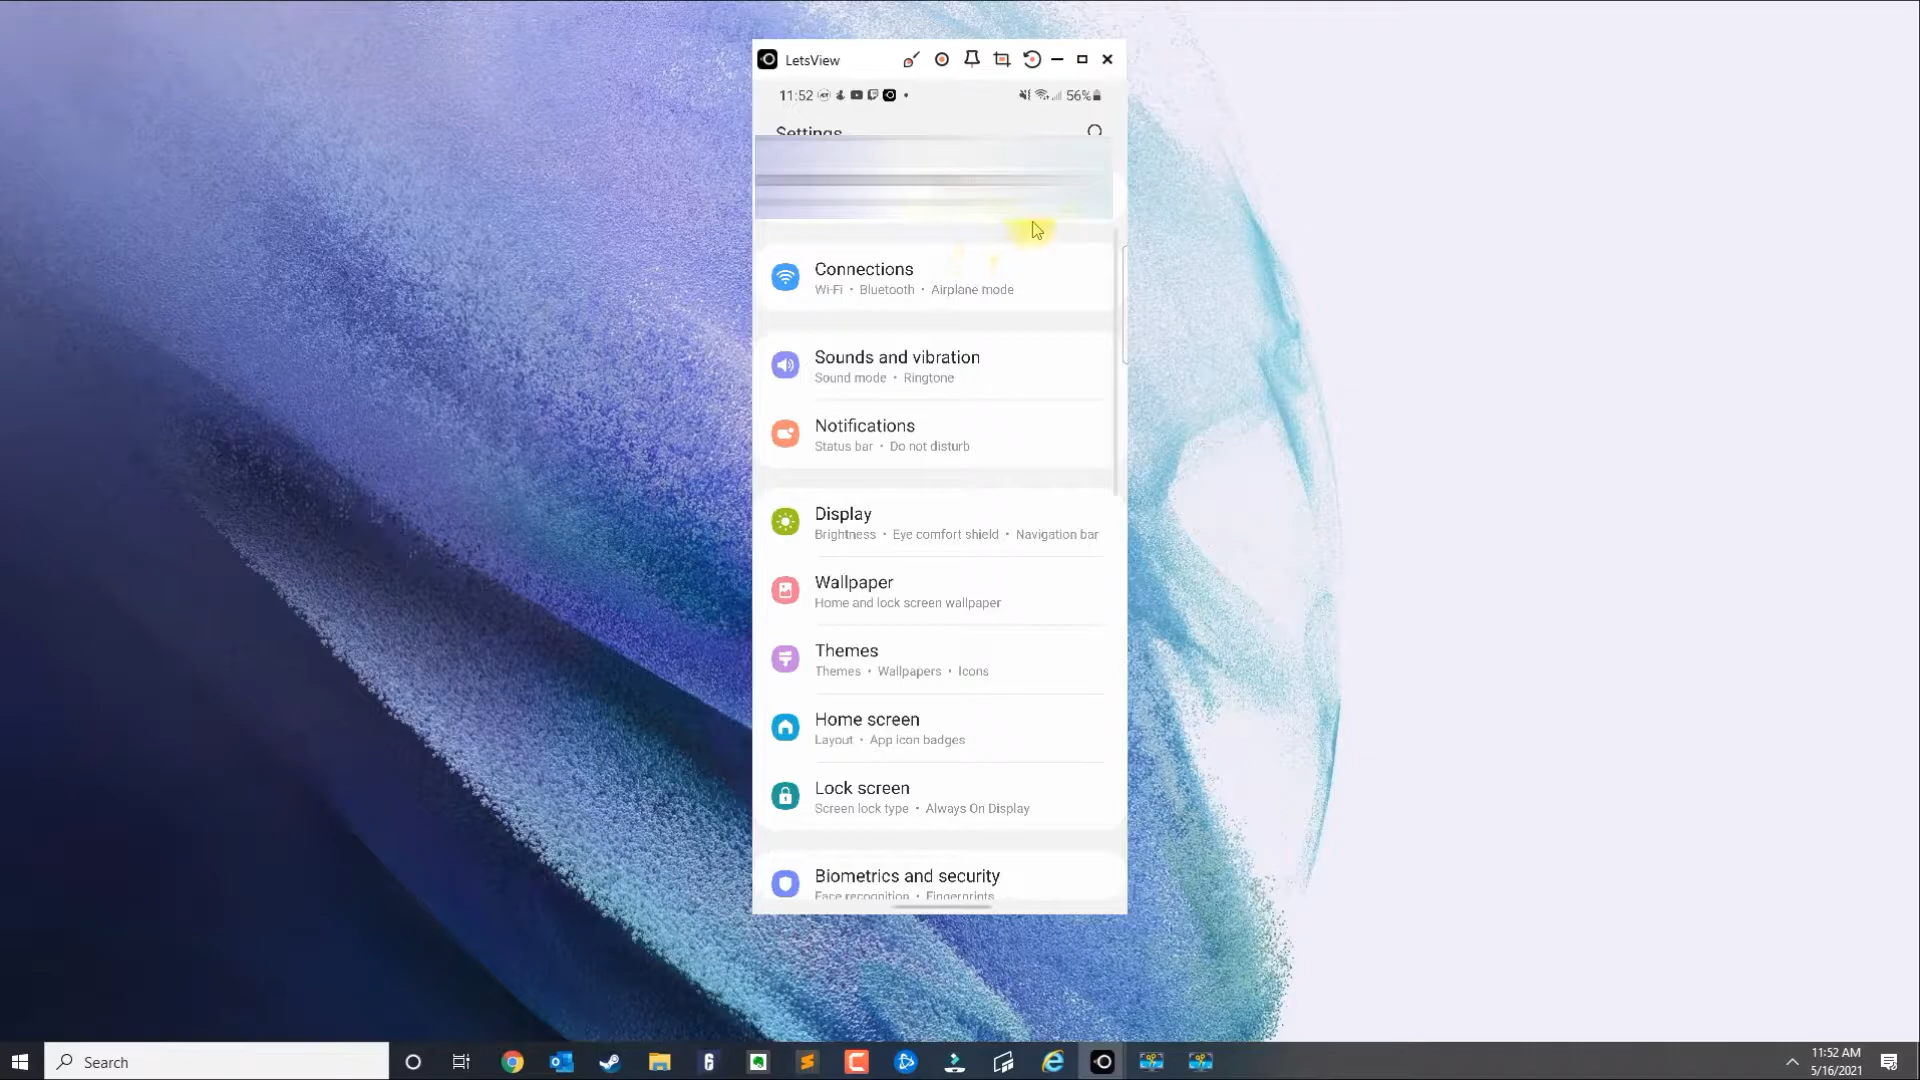 LetsView
11:52
56%
Settings
Connections
Wi-Fi • Bluetooth • Airplane mode
Sounds and vibration
Sound mode • Ringtone
Notifications
Status bar • Do not disturb
Display
Brightness • Eye comfort shield • Navigation bar
Wallpaper
Home and lock screen wallpaper
Themes
Themes • Wallpapers • Icons
Home screen
Layout • App icon badges
Lock screen
Screen lock type • Always On Display
Biometrics and security
Face recognition • Fingerprints
Search
11:52 AM
5/16/2021